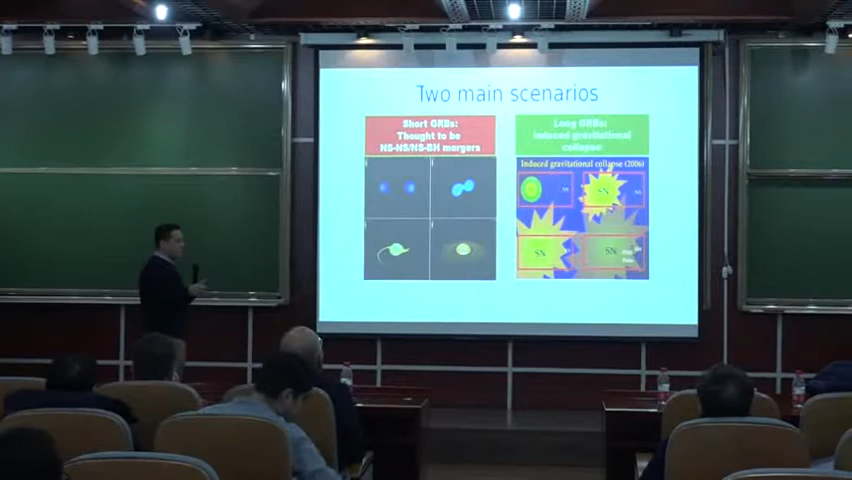 Two main scenarios
Short GRBs:
Thought to be
NS-NS/NS-BH mergers
Long GRBs:
induced gravitational
collapse
Induced gravitational collapse (200s)
SN
SN
SN